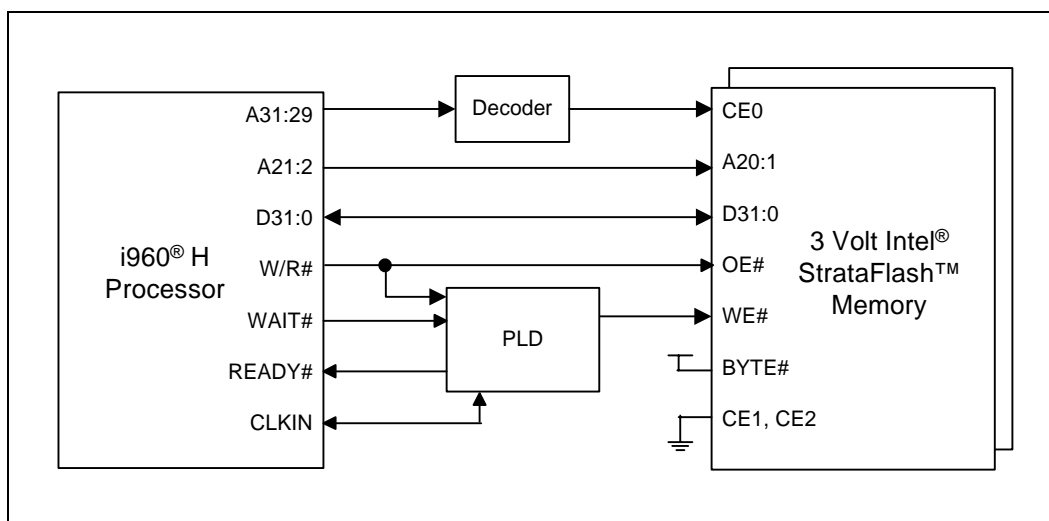 A31:29
A21:2
D31:0
W/R#
WAIT#
READY#
CLKIN
i960® H
Processor
Decoder
PLD
CE0
A20:1
D31:0
OE#
WE#
BYTE#
CE1, CE2
3 Volt Intel®
StrataFlash™
Memory